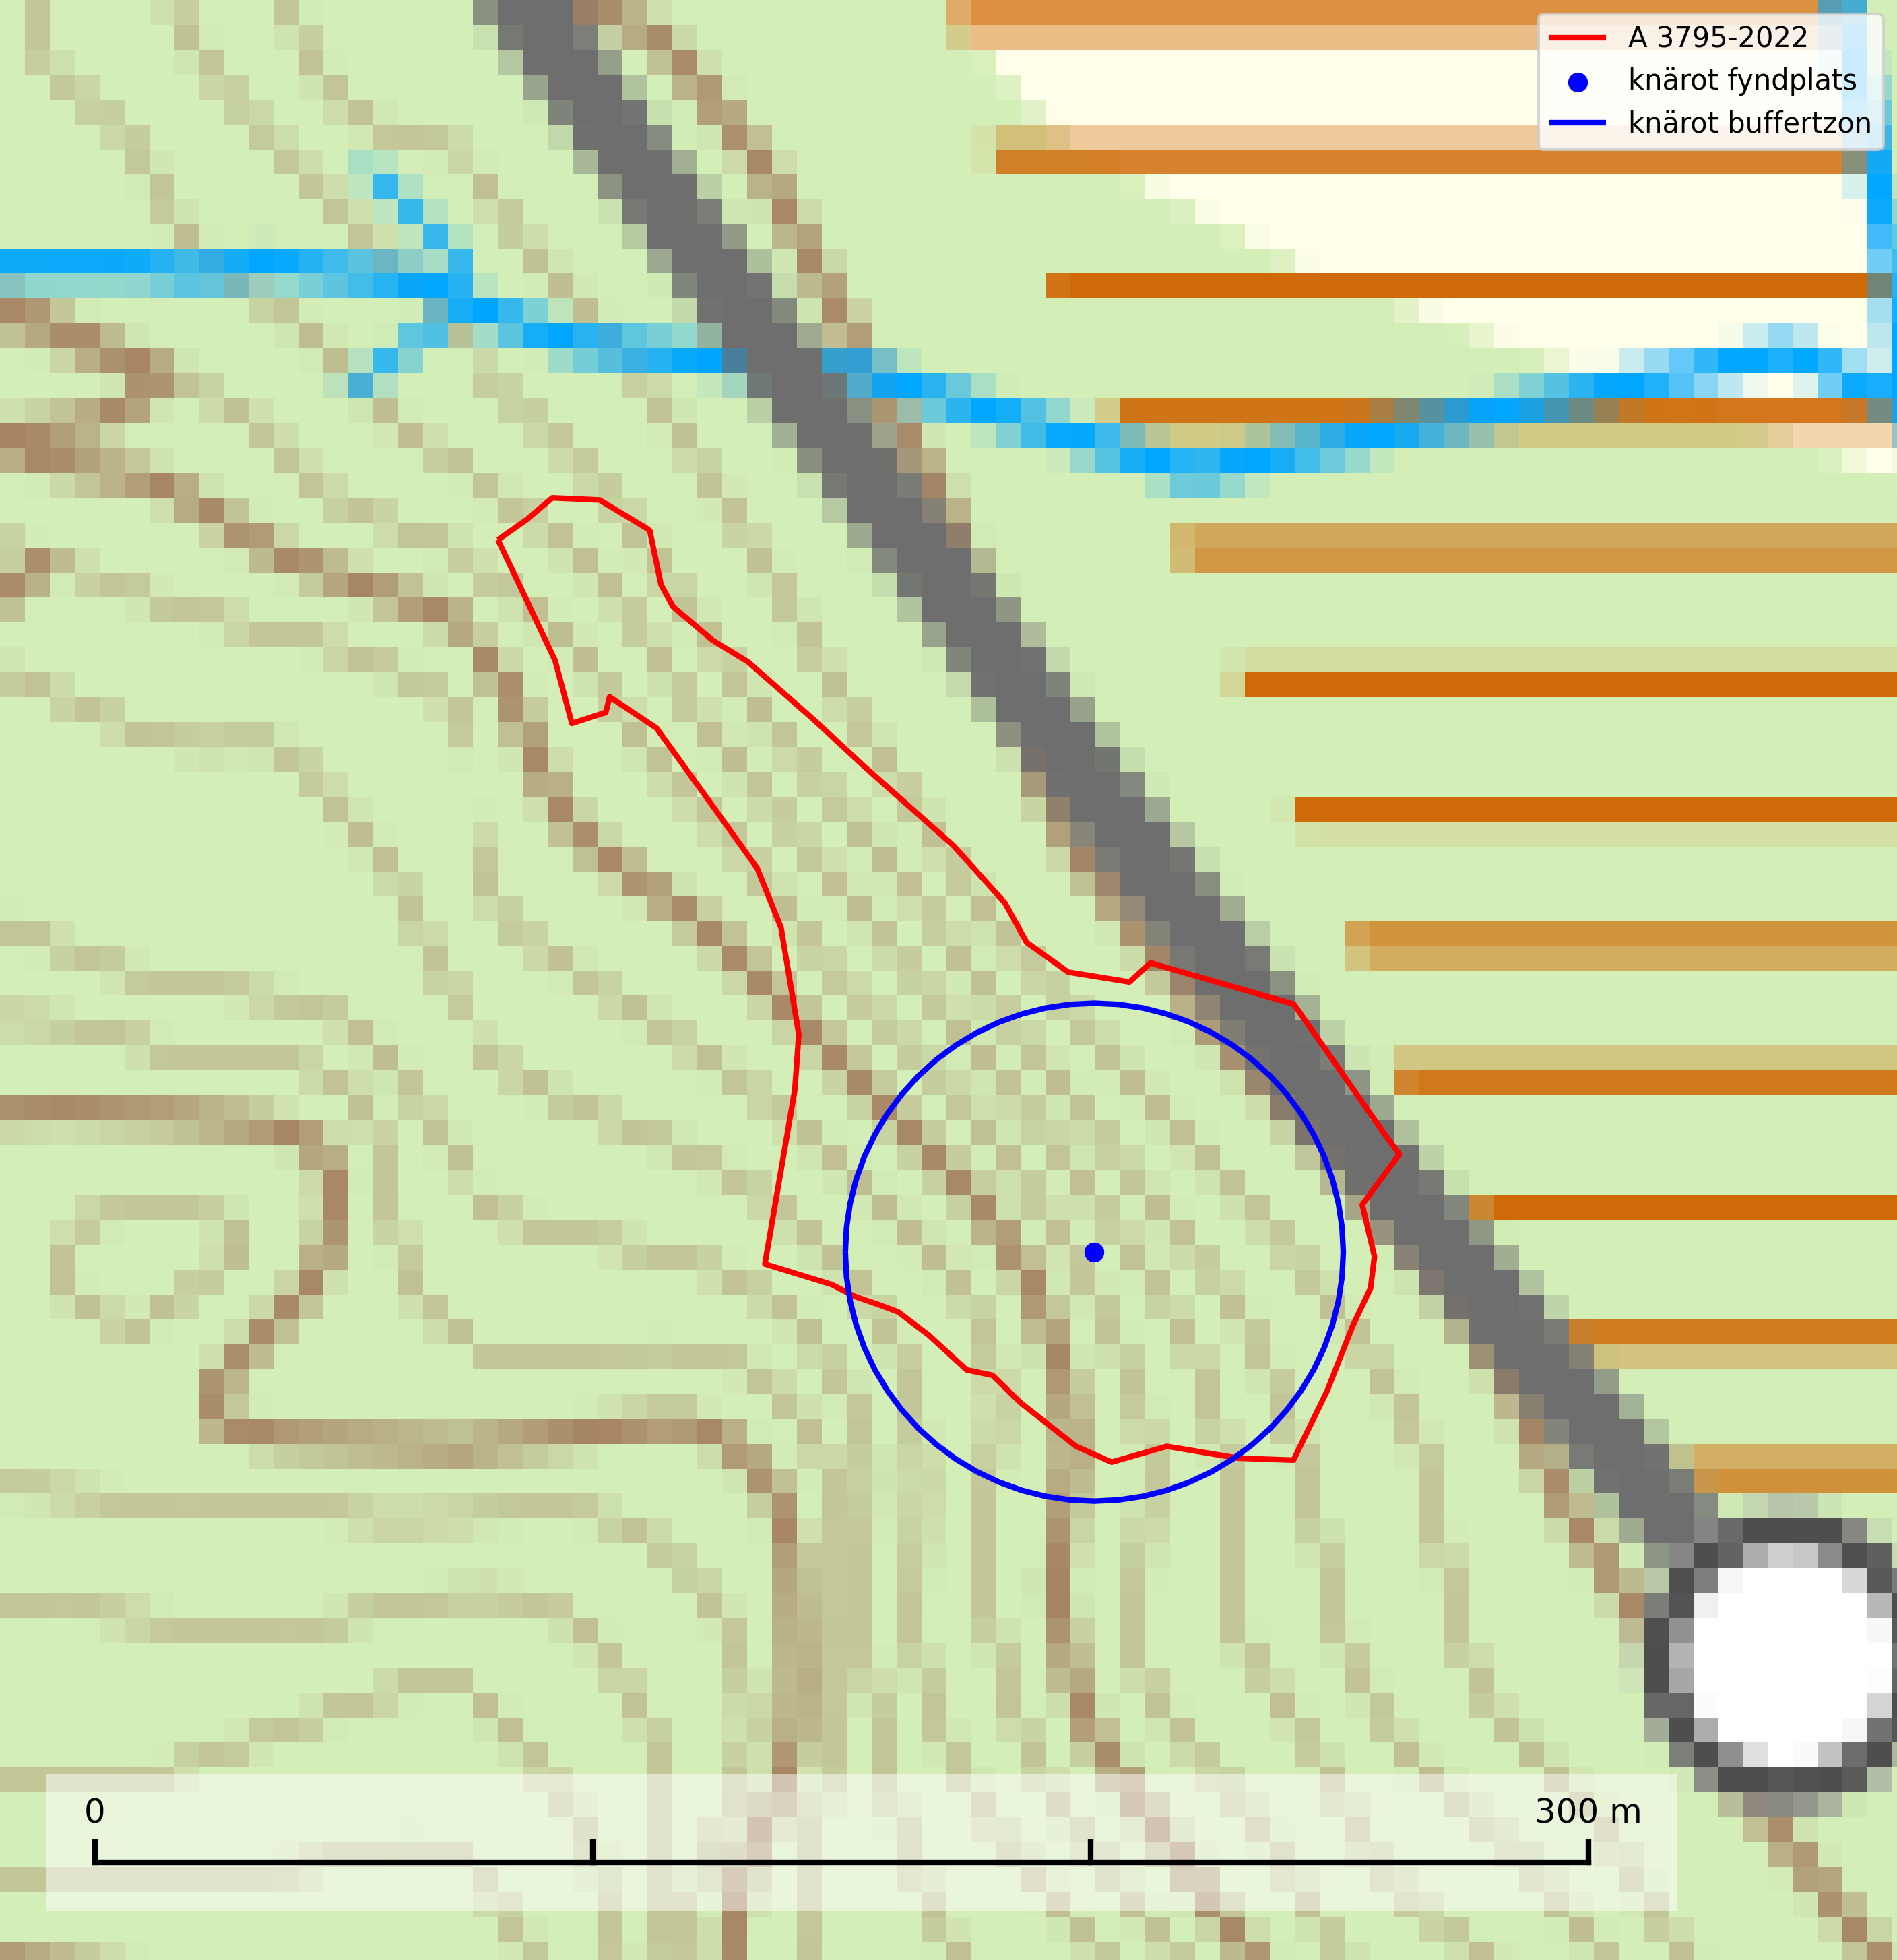 A 3795-2022
knärot fyndplats
knärot buffertzon
0
300 m